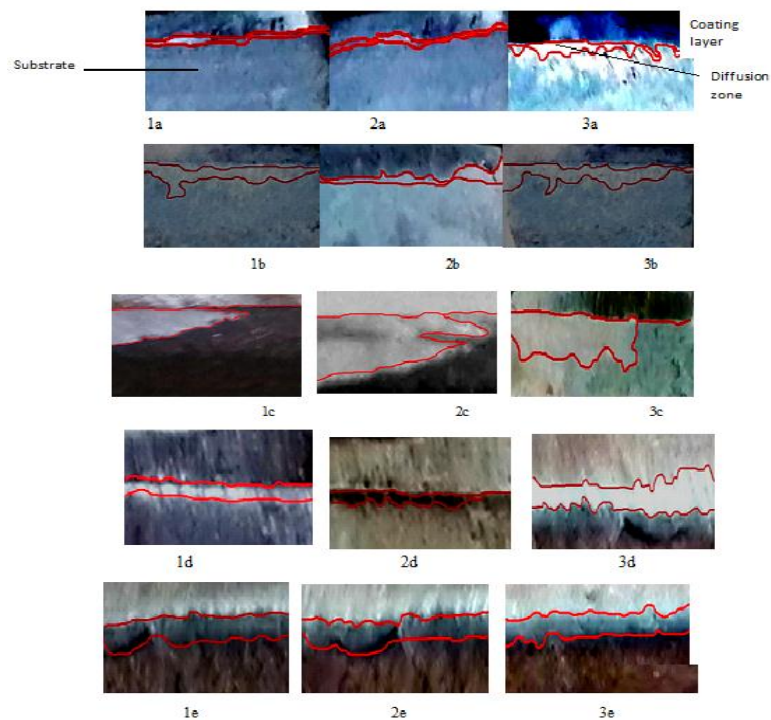 Coating
layer
Substrate
Diffusion
zone
1a 2a 3a
1b 2b 3b
1c 2c 3c
1d 2d 3d
1e 2e 3e